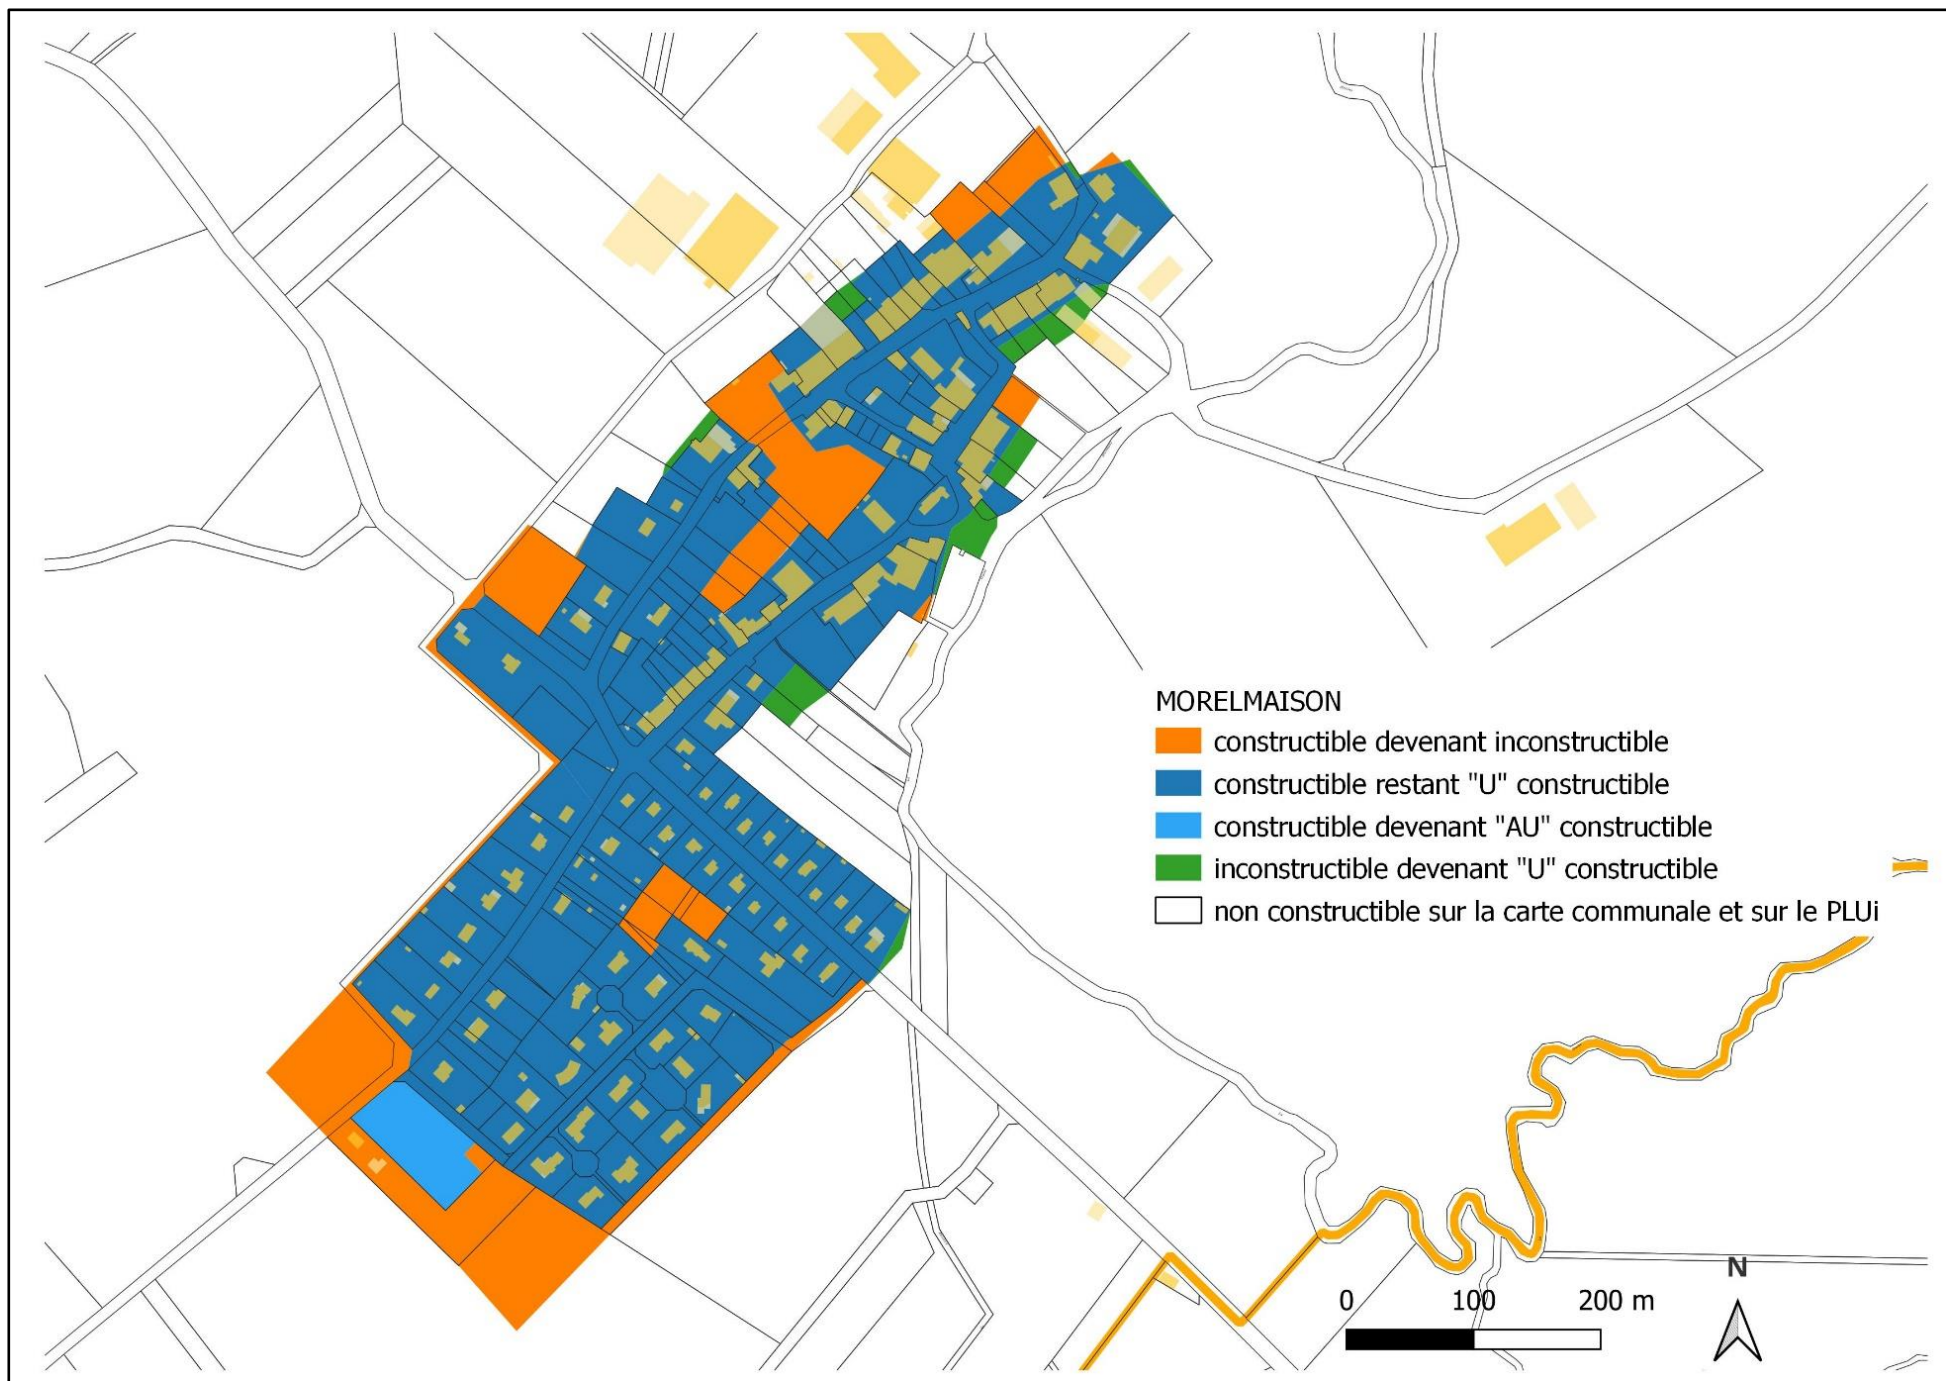 MORELMAISON
constructible devenant inconstructible
constructible restant "U" constructible
constructible devenant "AU" constructible
inconstructible devenant "U" constructible
non constructible sur la carte communale et sur le PLUi
N
0 100 200 m